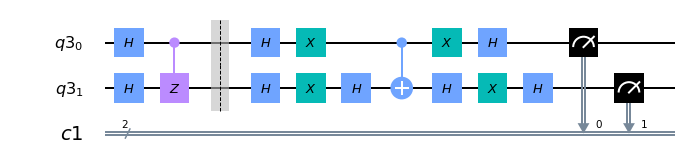 q3₀ H H X X H
q3₁ H Z H X H H X H
c1 2 0 1